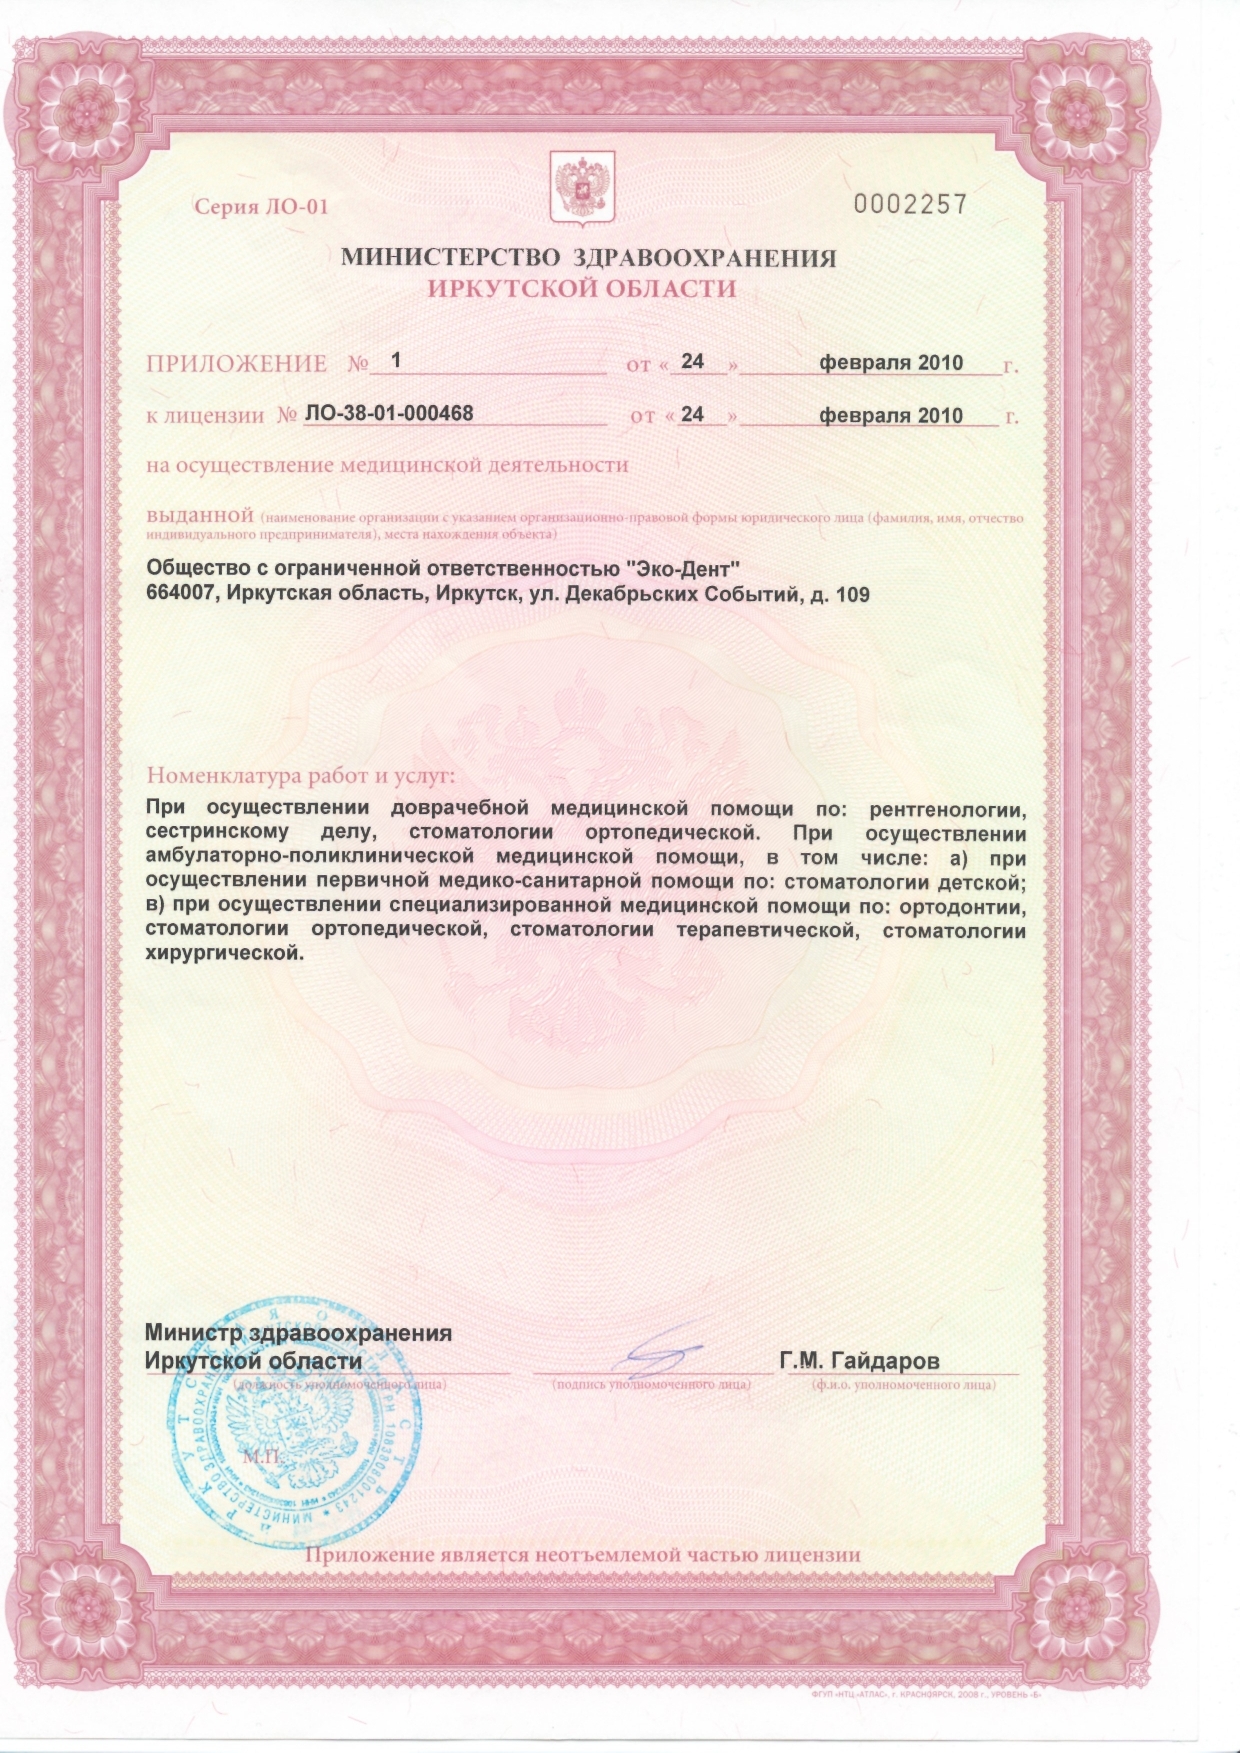 Серия ЛО-01
0002257
МИНИСТЕРСТВО ЗДРАВООХРАНЕНИЯ
ИРКУТСКОЙ ОБЛАСТИ
ПРИЛОЖЕНИЕ № 1 от « 24 » февраля 2010 г.
к лицензии № ЛО-38-01-000468 от « 24 » февраля 2010 г.
на осуществление медицинской деятельности
выданной (наименование организации с указанием организационно-правовой формы юридического лица (фамилия, имя, отчество
индивидуального предпринимателя), места нахождения объекта)
Общество с ограниченной ответственностью "Эко-Дент"
664007, Иркутская область, Иркутск, ул. Декабрьских Событий, д. 109
Номенклатура работ и услуг:
При осуществлении доврачебной медицинской помощи по: рентгенологии,
сестринскому делу, стоматологии ортопедической. При осуществлении
амбулаторно-поликлинической медицинской помощи, в том числе: а) при
осуществлении первичной медико-санитарной помощи по: стоматологии детской;
в) при осуществлении специализированной медицинской помощи по: ортодонтии,
стоматологии ортопедической, стоматологии терапевтической, стоматологии
хирургической.
Министр здравоохранения
Иркутской области
Г.М. Гайдаров
(должность уполномоченного лица)
(подпись уполномоченного лица)
(ф.и.о. уполномоченного лица)
М.П.
Приложение является неотъемлемой частью лицензии
ФГУП «НТЦ «АТЛАС», г. КРАСНОЯРСК, 2008 г., УРОВЕНЬ «Б»